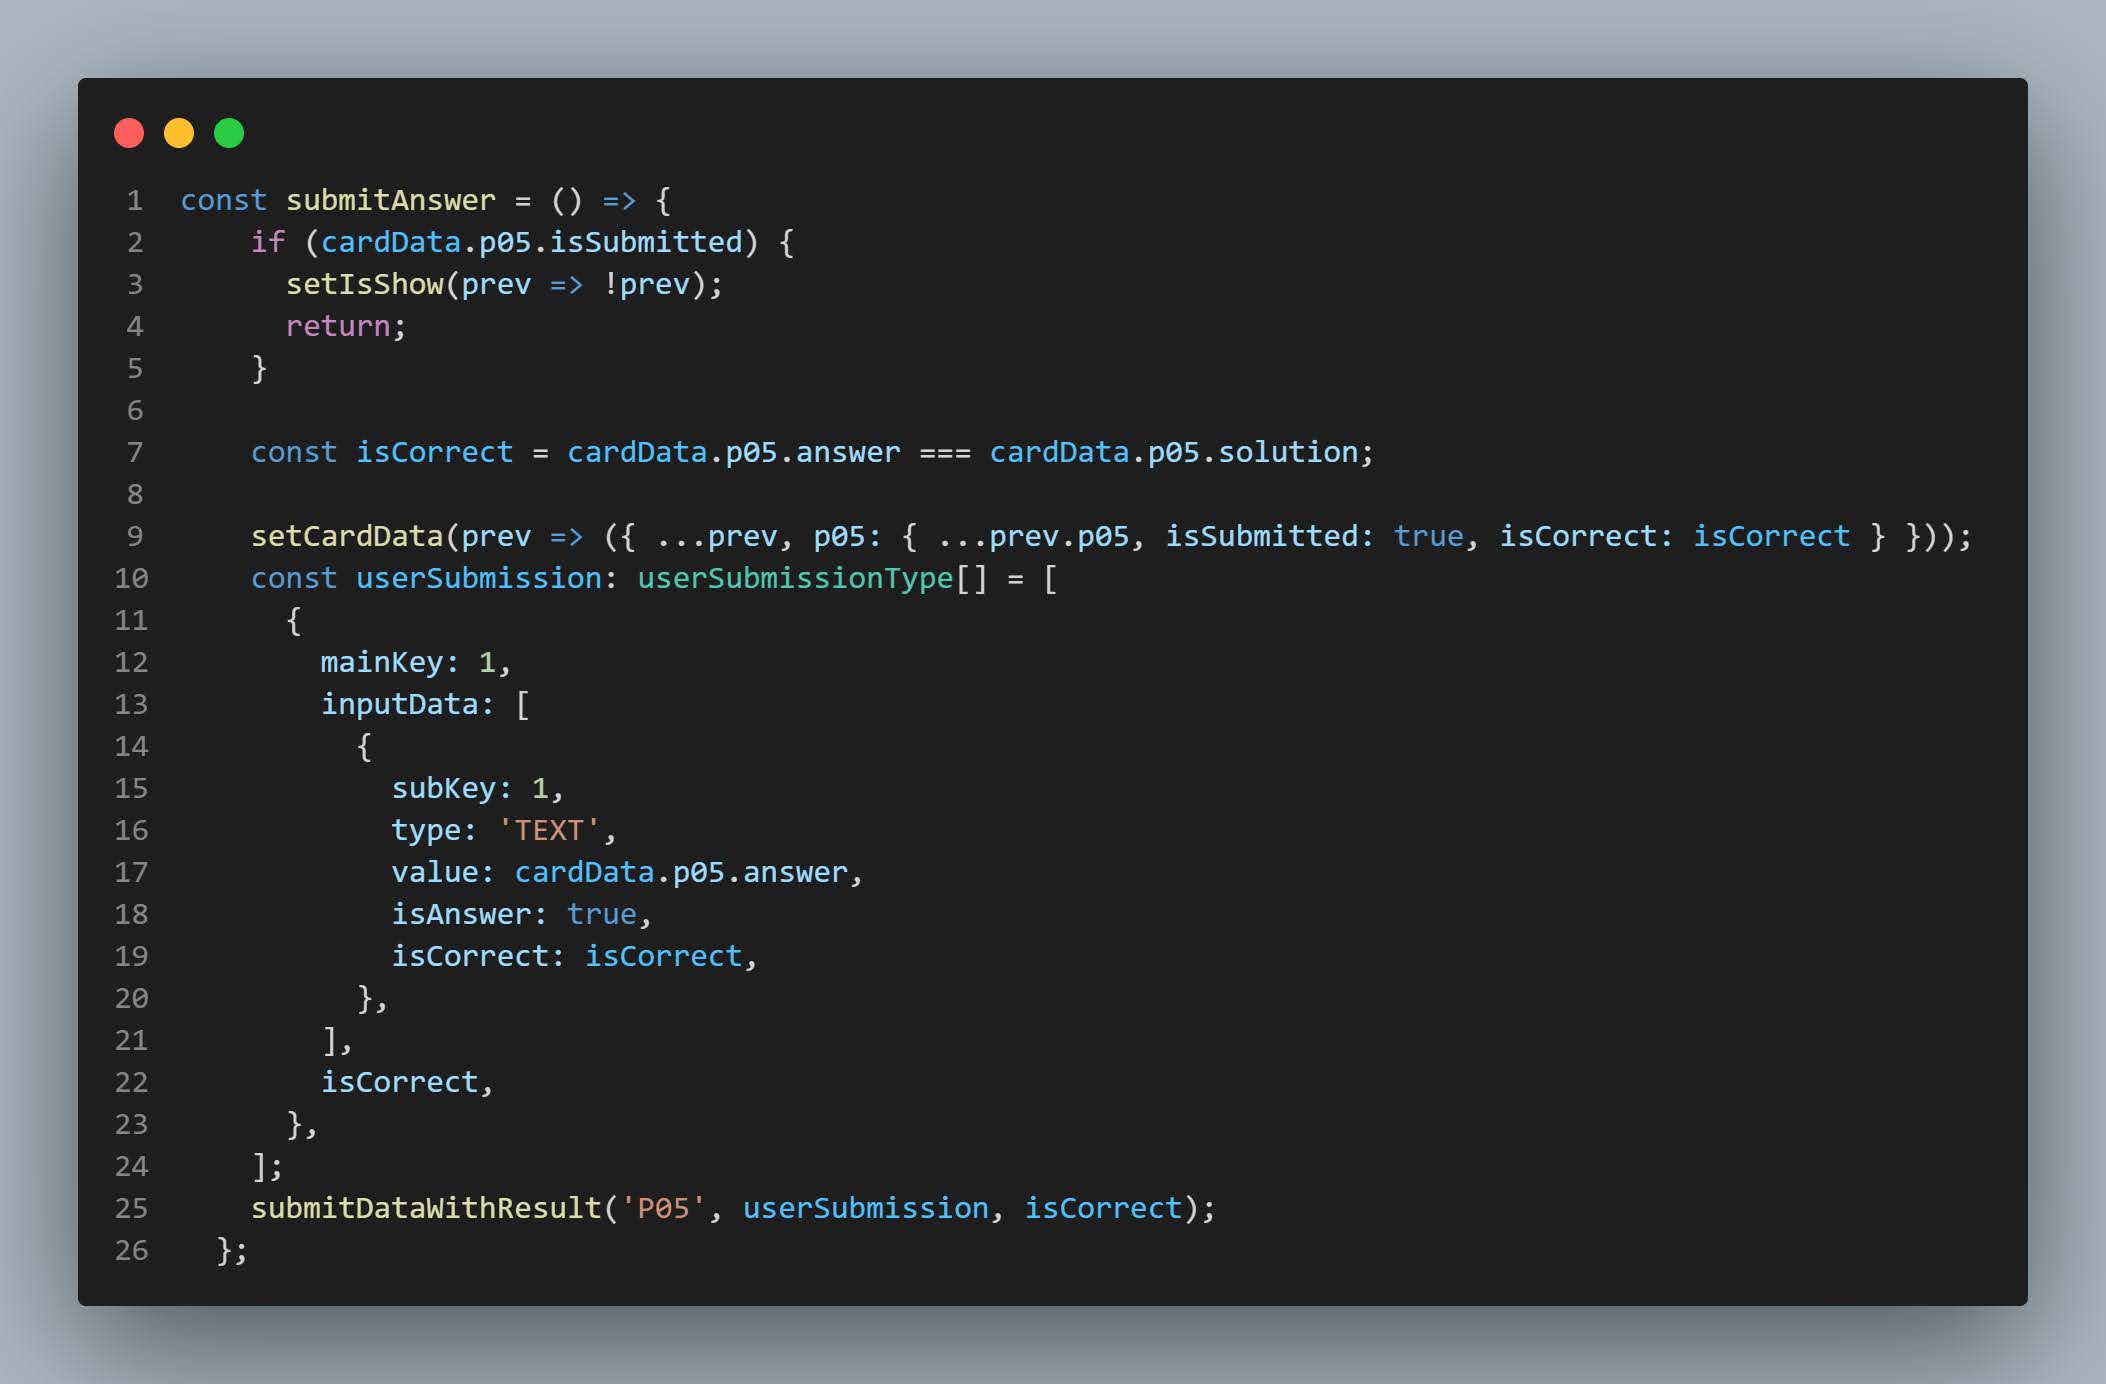 1 const submitAnswer = () => {
2     if (cardData.p05.isSubmitted) {
3       setIsShow(prev => !prev);
4       return;
5     }
6
7     const isCorrect = cardData.p05.answer === cardData.p05.solution;
8
9     setCardData(prev => ({ ...prev, p05: { ...prev.p05, isSubmitted: true, isCorrect: isCorrect } }));
10     const userSubmission: userSubmissionType[] = [
11       {
12         mainKey: 1,
13         inputData: [
14           {
15             subKey: 1,
16             type: 'TEXT',
17             value: cardData.p05.answer,
18             isAnswer: true,
19             isCorrect: isCorrect,
20           },
21         ],
22         isCorrect,
23       },
24     ];
25     submitDataWithResult('P05', userSubmission, isCorrect);
26   };